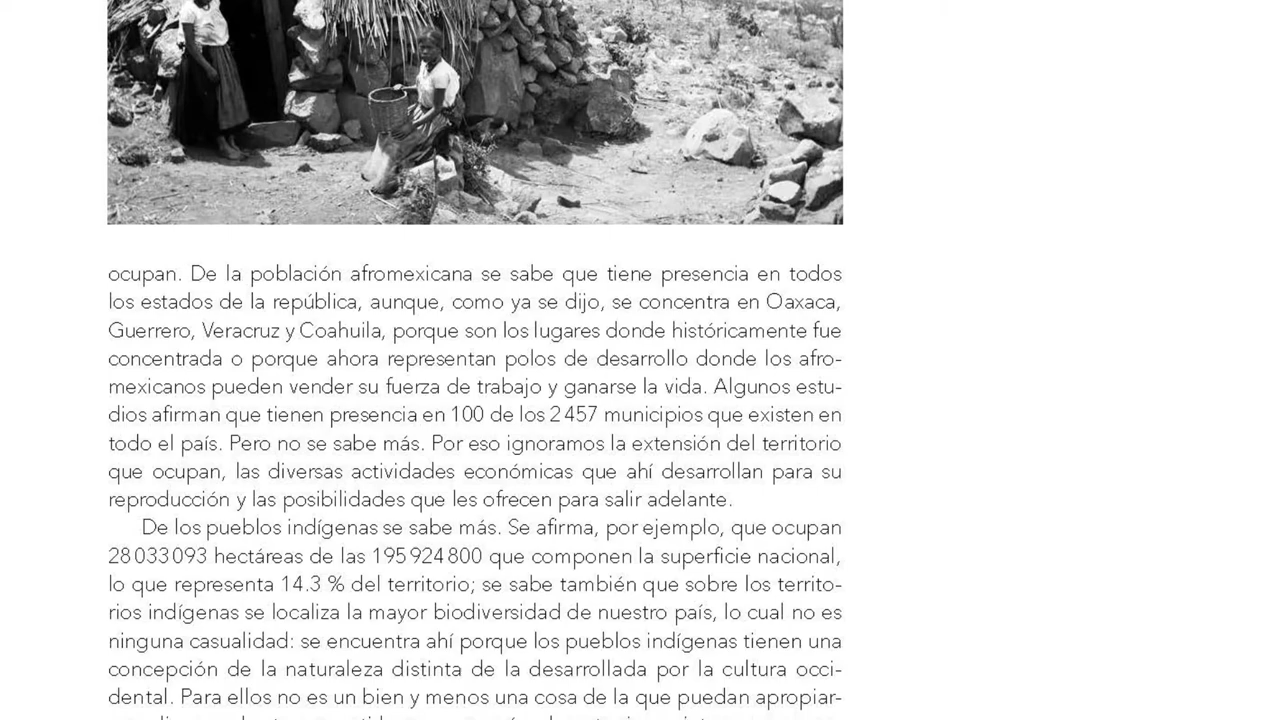 ocupan. De la población afromexicana se sabe que tiene presencia en todos
los estados de la república, aunque, como ya se dijo, se concentra en Oaxaca,
Guerrero, Veracruz y Coahuila, porque son los lugares donde históricamente fue
concentrada o porque ahora representan polos de desarrollo donde los afro-
mexicanos pueden vender su fuerza de trabajo y ganarse la vida. Algunos estu-
dios afirman que tienen presencia en 100 de los 2 457 municipios que existen en
todo el país. Pero no se sabe más. Por eso ignoramos la extensión del territorio
que ocupan, las diversas actividades económicas que ahí desarrollan para su
reproducción y las posibilidades que les ofrecen para salir adelante.
De los pueblos indígenas se sabe más. Se afirma, por ejemplo, que ocupan
28 033 093 hectáreas de las 195 924 800 que componen la superficie nacional,
lo que representa 14.3 % del territorio; se sabe también que sobre los territo-
rios indígenas se localiza la mayor biodiversidad de nuestro país, lo cual no es
ninguna casualidad: se encuentra ahí porque los pueblos indígenas tienen una
concepción de la naturaleza distinta de la desarrollada por la cultura occi-
dental. Para ellos no es un bien y menos una cosa de la que puedan apropiar-